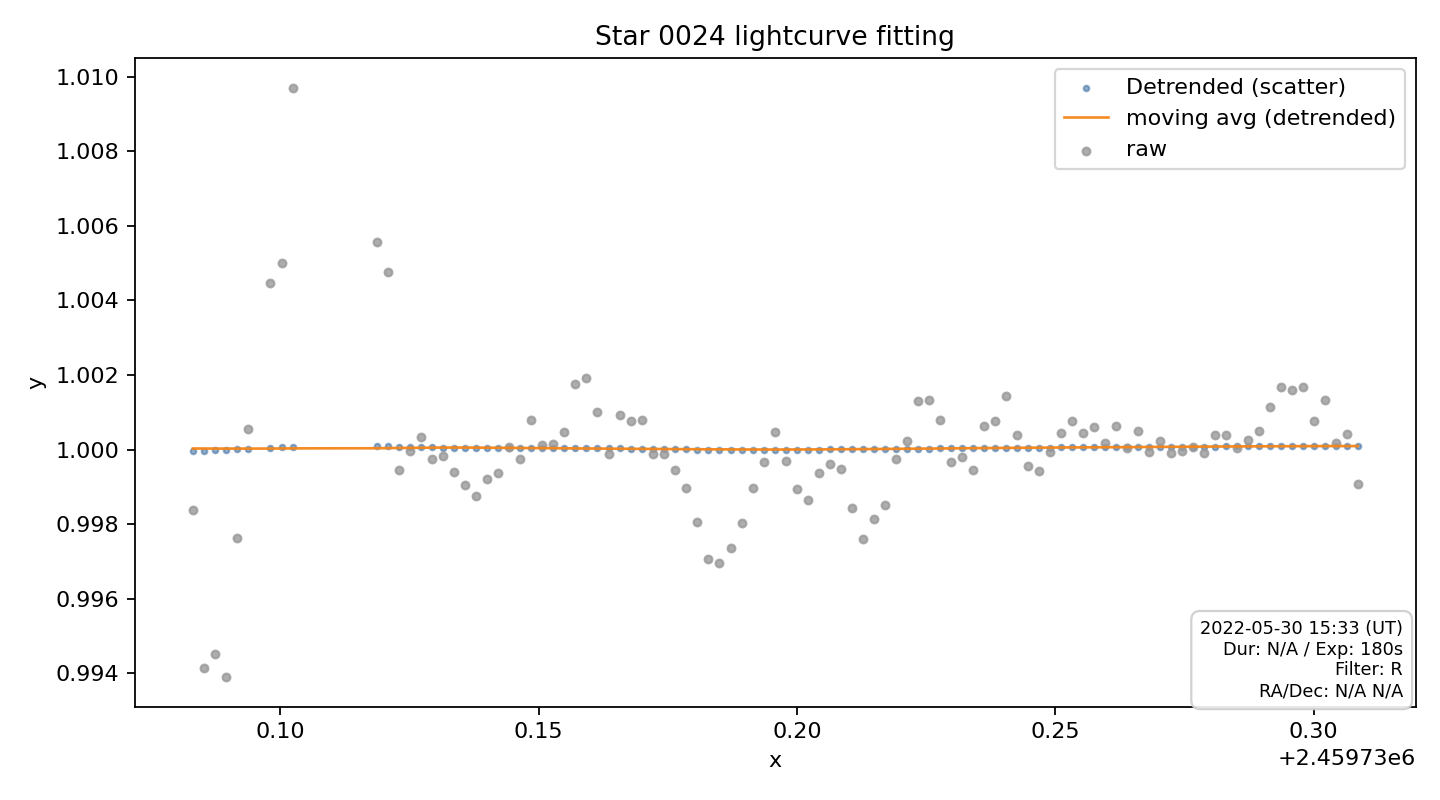 Star 0024 lightcurve fitting
1.010
1.008
1.006
1.004
1.002
1.000
0.998
0.996
0.994
y
Detrended (scatter)
moving avg (detrended)
raw
2022-05-30 15:33 (UT)
Dur: N/A / Exp: 180s
Filter: R
RA/Dec: N/A N/A
0.10 0.15 0.20 0.25 0.30
+2.45973e6
x